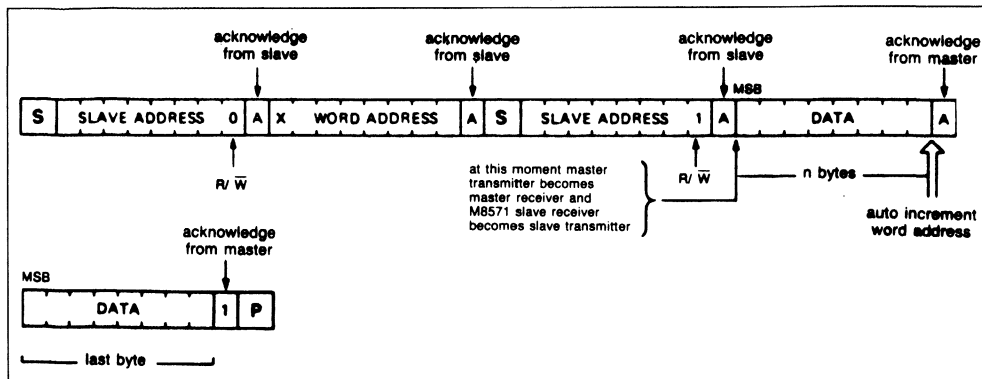 acknowledge
from slave
acknowledge
from slave
acknowledge
from slave
acknowledge
from master
MSB
S SLAVE ADDRESS 0 A X WORD ADDRESS A S SLAVE ADDRESS 1 A DATA A
R/ W̅
at this moment master
transmitter becomes
master receiver and
M8571 slave receiver
becomes slave transmitter
R/ W̅
n bytes
auto increment
word address
acknowledge
from master
MSB
DATA 1 P
last byte